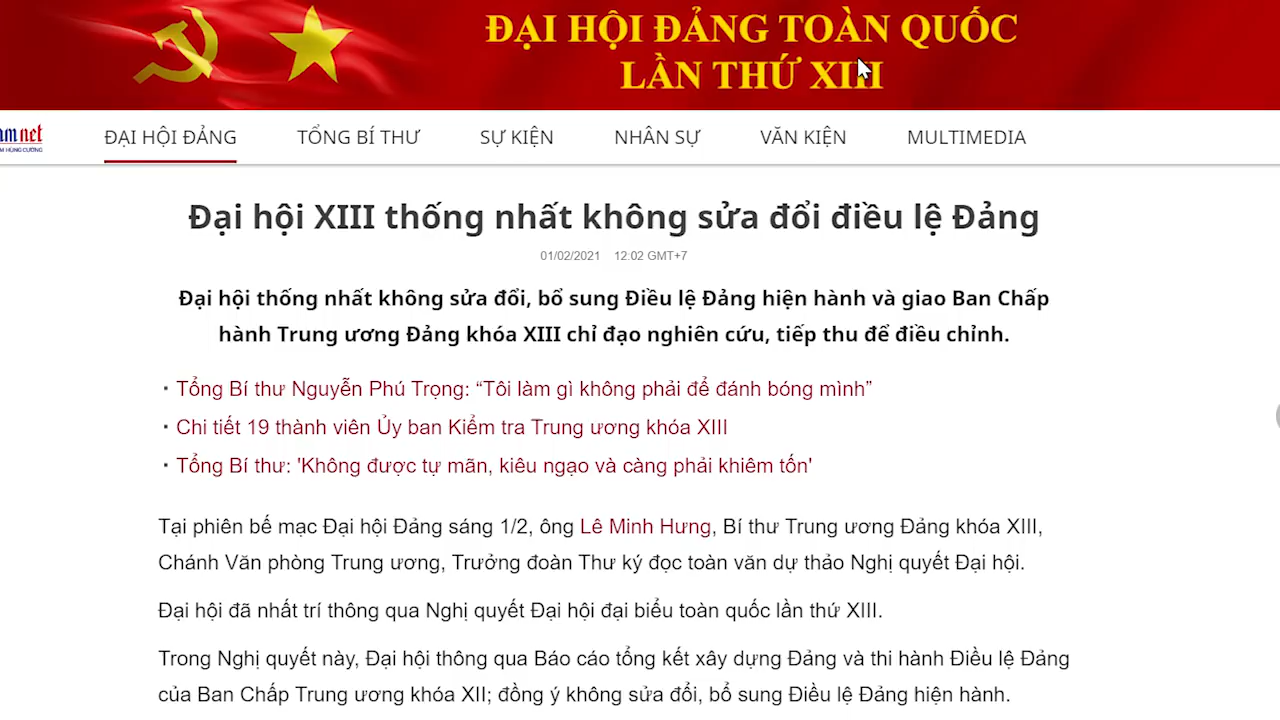 ĐẠI HỘI ĐẢNG TOÀN QUỐC
LẦN THỨ XIII
am net
M HÙNG CƯỜNG
ĐẠI HỘI ĐẢNG
TỔNG BÍ THƯ
SỰ KIỆN
NHÂN SỰ
VĂN KIỆN
MULTIMEDIA
Đại hội XIII thống nhất không sửa đổi điều lệ Đảng
01/02/2021 12:02 GMT+7
Đại hội thống nhất không sửa đổi, bổ sung Điều lệ Đảng hiện hành và giao Ban Chấp
hành Trung ương Đảng khóa XIII chỉ đạo nghiên cứu, tiếp thu để điều chỉnh.
Tổng Bí thư Nguyễn Phú Trọng: “Tôi làm gì không phải để đánh bóng mình”
Chi tiết 19 thành viên Ủy ban Kiểm tra Trung ương khóa XIII
Tổng Bí thư: 'Không được tự mãn, kiêu ngạo và càng phải khiêm tốn'
Tại phiên bế mạc Đại hội Đảng sáng 1/2, ông Lê Minh Hưng, Bí thư Trung ương Đảng khóa XIII,
Chánh Văn phòng Trung ương, Trưởng đoàn Thư ký đọc toàn văn dự thảo Nghị quyết Đại hội.
Đại hội đã nhất trí thông qua Nghị quyết Đại hội đại biểu toàn quốc lần thứ XIII.
Trong Nghị quyết này, Đại hội thông qua Báo cáo tổng kết xây dựng Đảng và thi hành Điều lệ Đảng
của Ban Chấp Trung ương khóa XII; đồng ý không sửa đổi, bổ sung Điều lệ Đảng hiện hành.